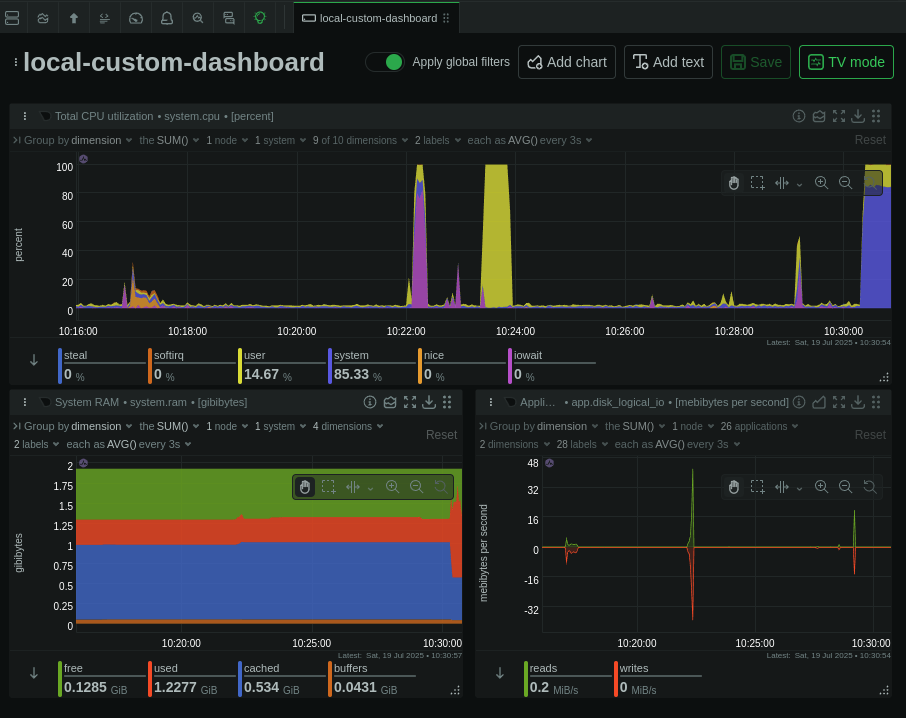 local-custom-dashboard
local-custom-dashboard
Apply global filters
Add chart
Add text
Save
TV mode
Total CPU utilization • system.cpu • [percent]
Group by dimension the SUM() 1 node 1 system 9 of 10 dimensions 2 labels each as AVG() every 3s Reset
percent
100
80
60
40
20
0
10:16:00 10:18:00 10:20:00 10:22:00 10:24:00 10:26:00 10:28:00 10:30:00
Latest: Sat, 19 Jul 2025 • 10:30:54
steal softirq user system nice iowait
0 % 0 % 14.67 % 85.33 % 0 % 0 %
System RAM • system.ram • [gibibytes]
Group by dimension the SUM() 1 node 1 system 4 dimensions
2 labels each as AVG() every 3s Reset
gibibytes
2
1.75
1.5
1.25
1
0.75
0.5
0.25
0
10:20:00 10:25:00 10:30:00
Latest: Sat, 19 Jul 2025 • 10:30:57
free used cached buffers
0.1285 GiB 1.2277 GiB 0.534 GiB 0.0431 GiB
Appli... • app.disk_logical_io • [mebibytes per second]
Group by dimension the SUM() 1 node 26 applications
2 dimensions 28 labels each as AVG() every 3s Reset
mebibytes per second
48
32
16
0
-16
-32
10:20:00 10:25:00 10:30:00
Latest: Sat, 19 Jul 2025 • 10:30:54
reads writes
0.2 MiB/s 0 MiB/s